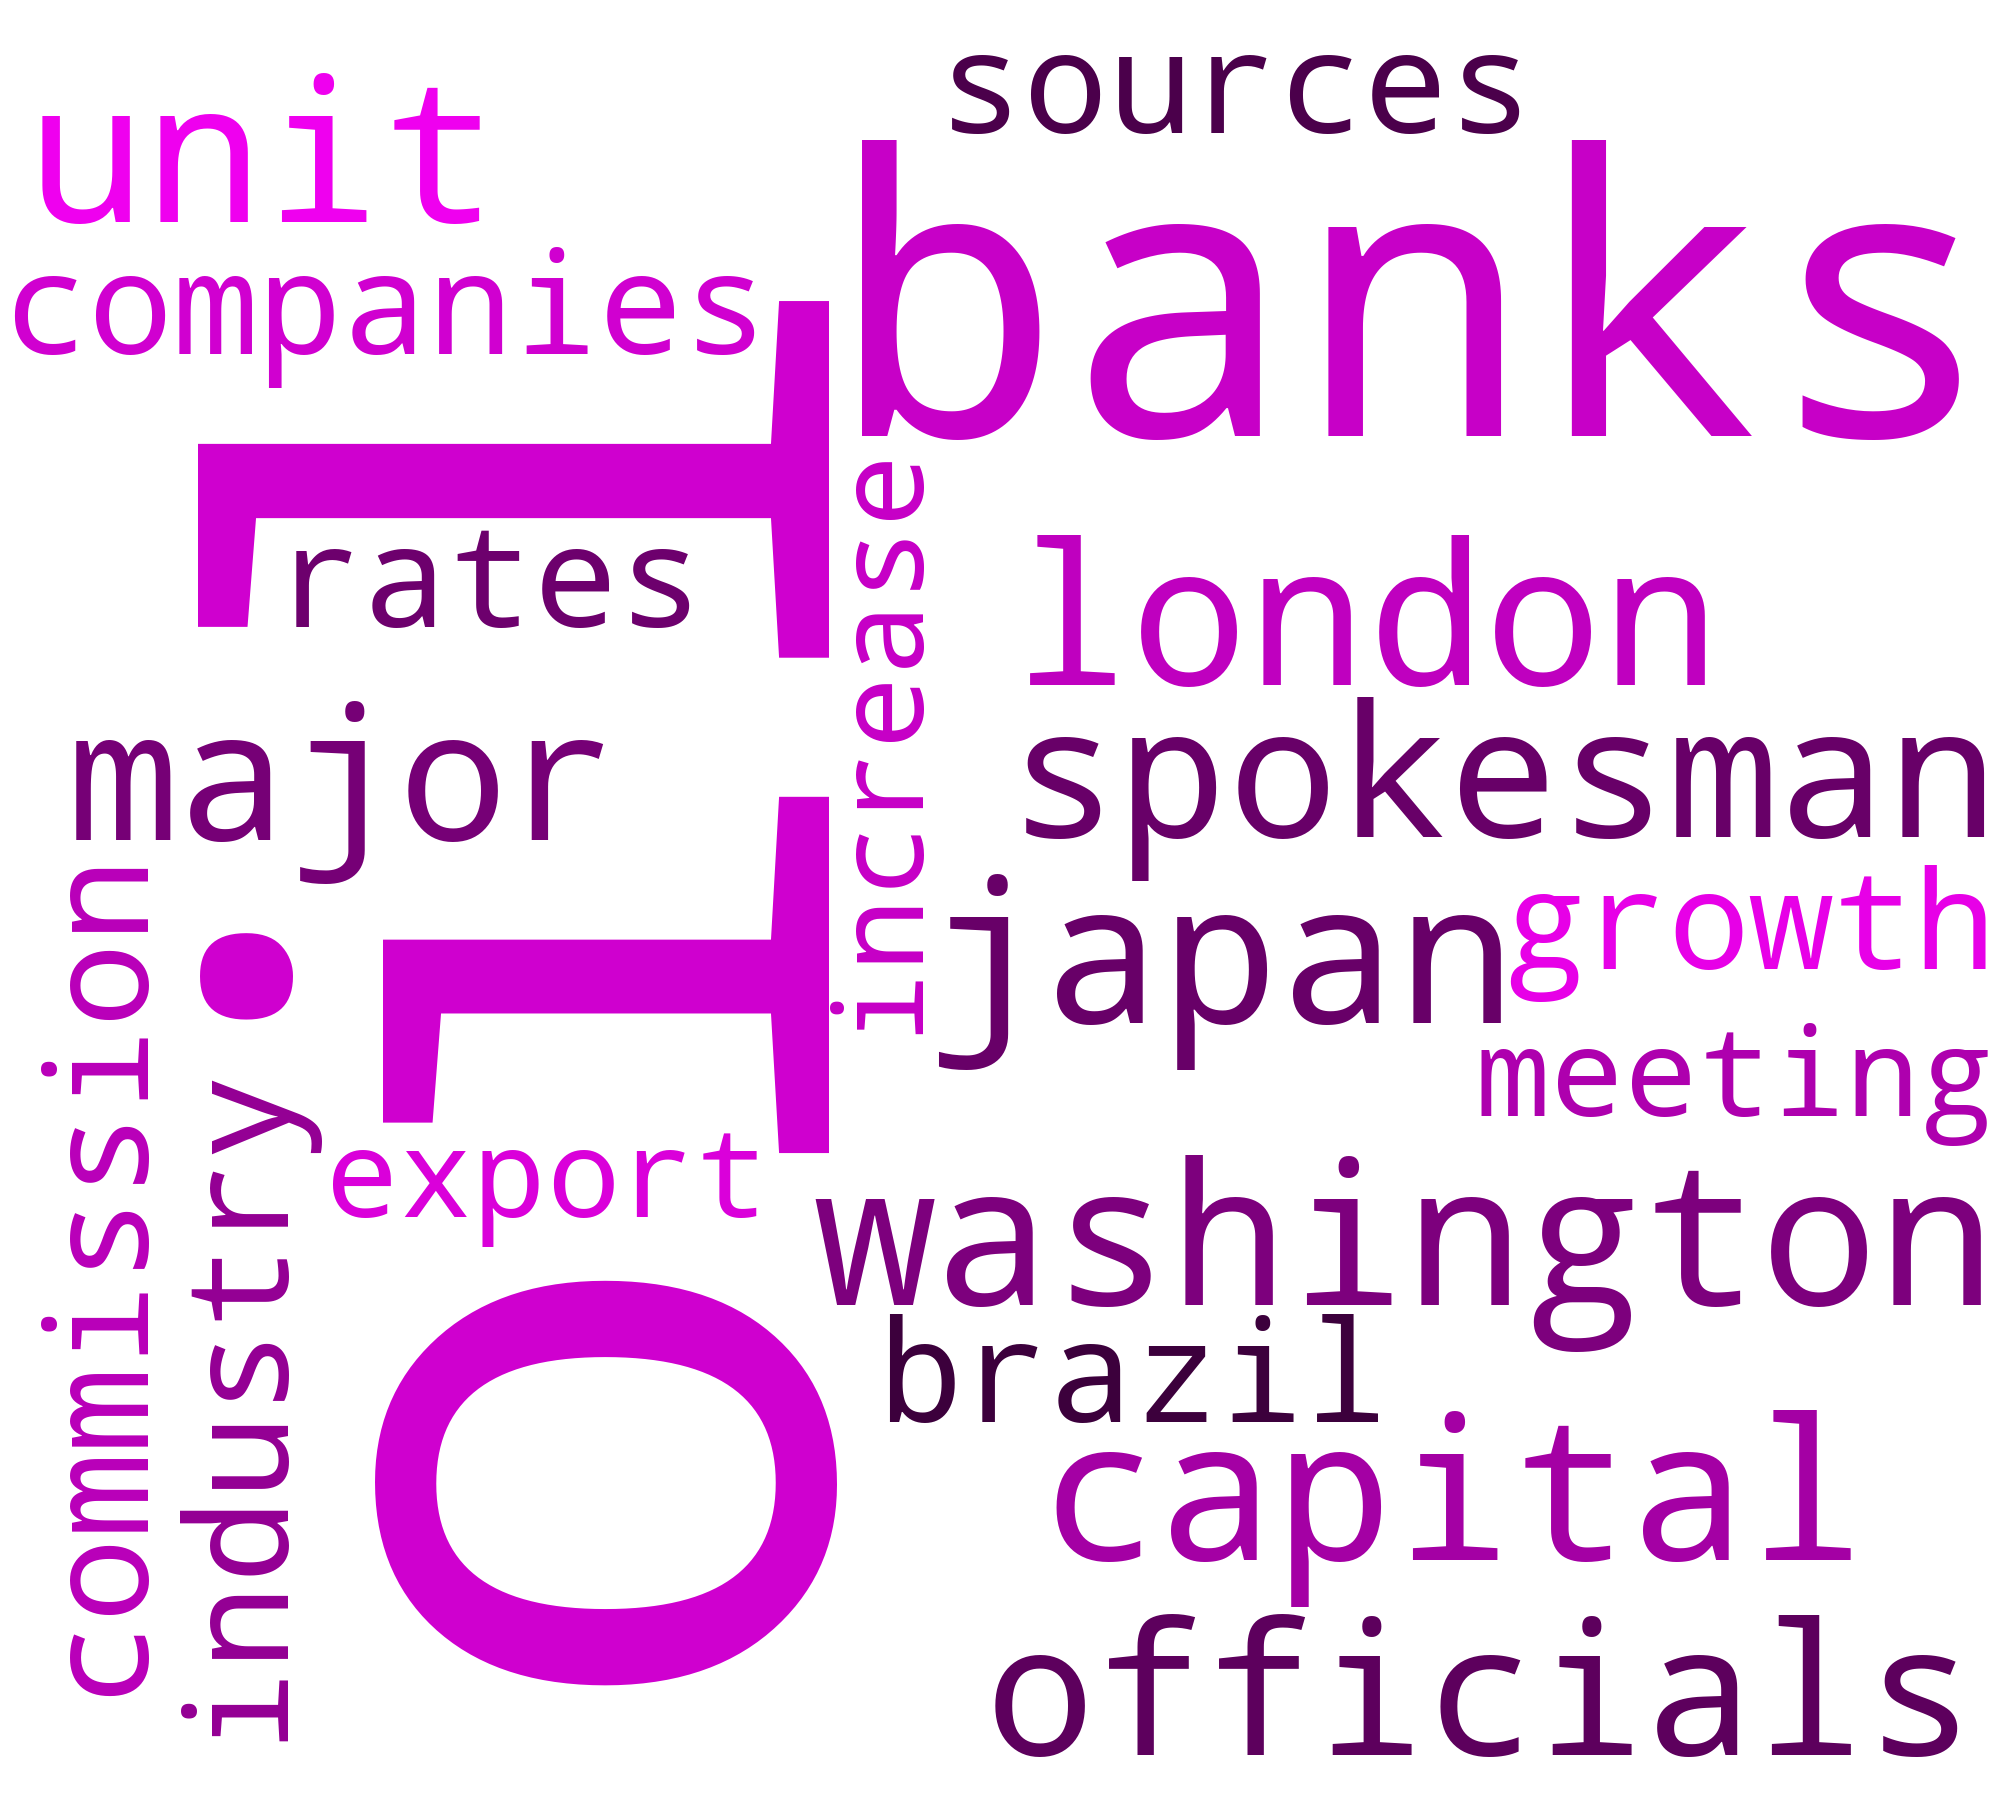 sources
unit
banks
companies
oil
rates
increase
london
major
spokesman
commission
growth
japan
industry
meeting
export
washington
brazil
capital
officials